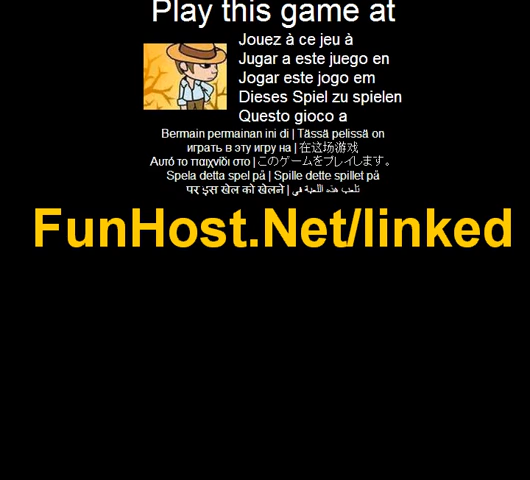 Play this game at
Jouez à ce jeu à
Jugar a este juego en
Jogar este jogo em
Dieses Spiel zu spielen
Questo gioco a
Bermain permainan ini di | Tässä pelissä on
играть в эту игру на | 在这场游戏
Αυτό το παιχνίδι στο | このゲームをプレイします。
Spela detta spel på | Spille dette spillet på
पर इस खेल को खेलने | تلعب هذه اللعبة في
FunHost.Net/linked